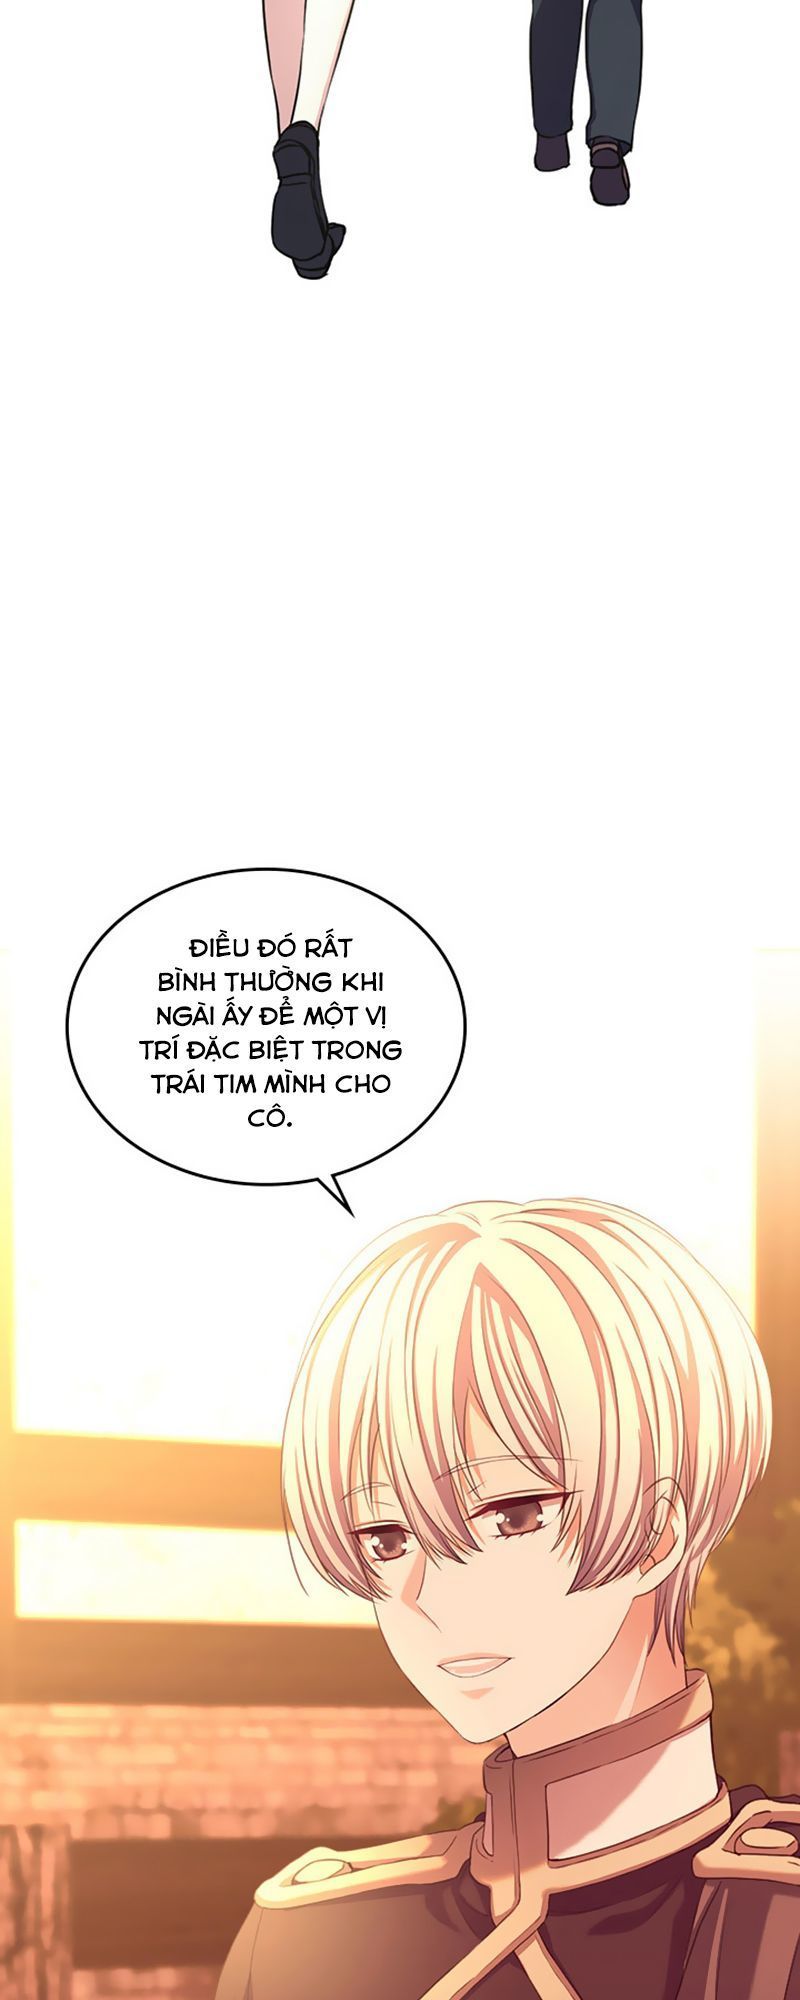 ĐIỀU ĐÓ RẤT
BÌNH THƯỜNG KHI
NGÀI ẤY ĐỂ MỘT VỊ
TRÍ ĐẶC BIỆT TRONG
TRÁI TIM MÌNH CHO
CÔ.